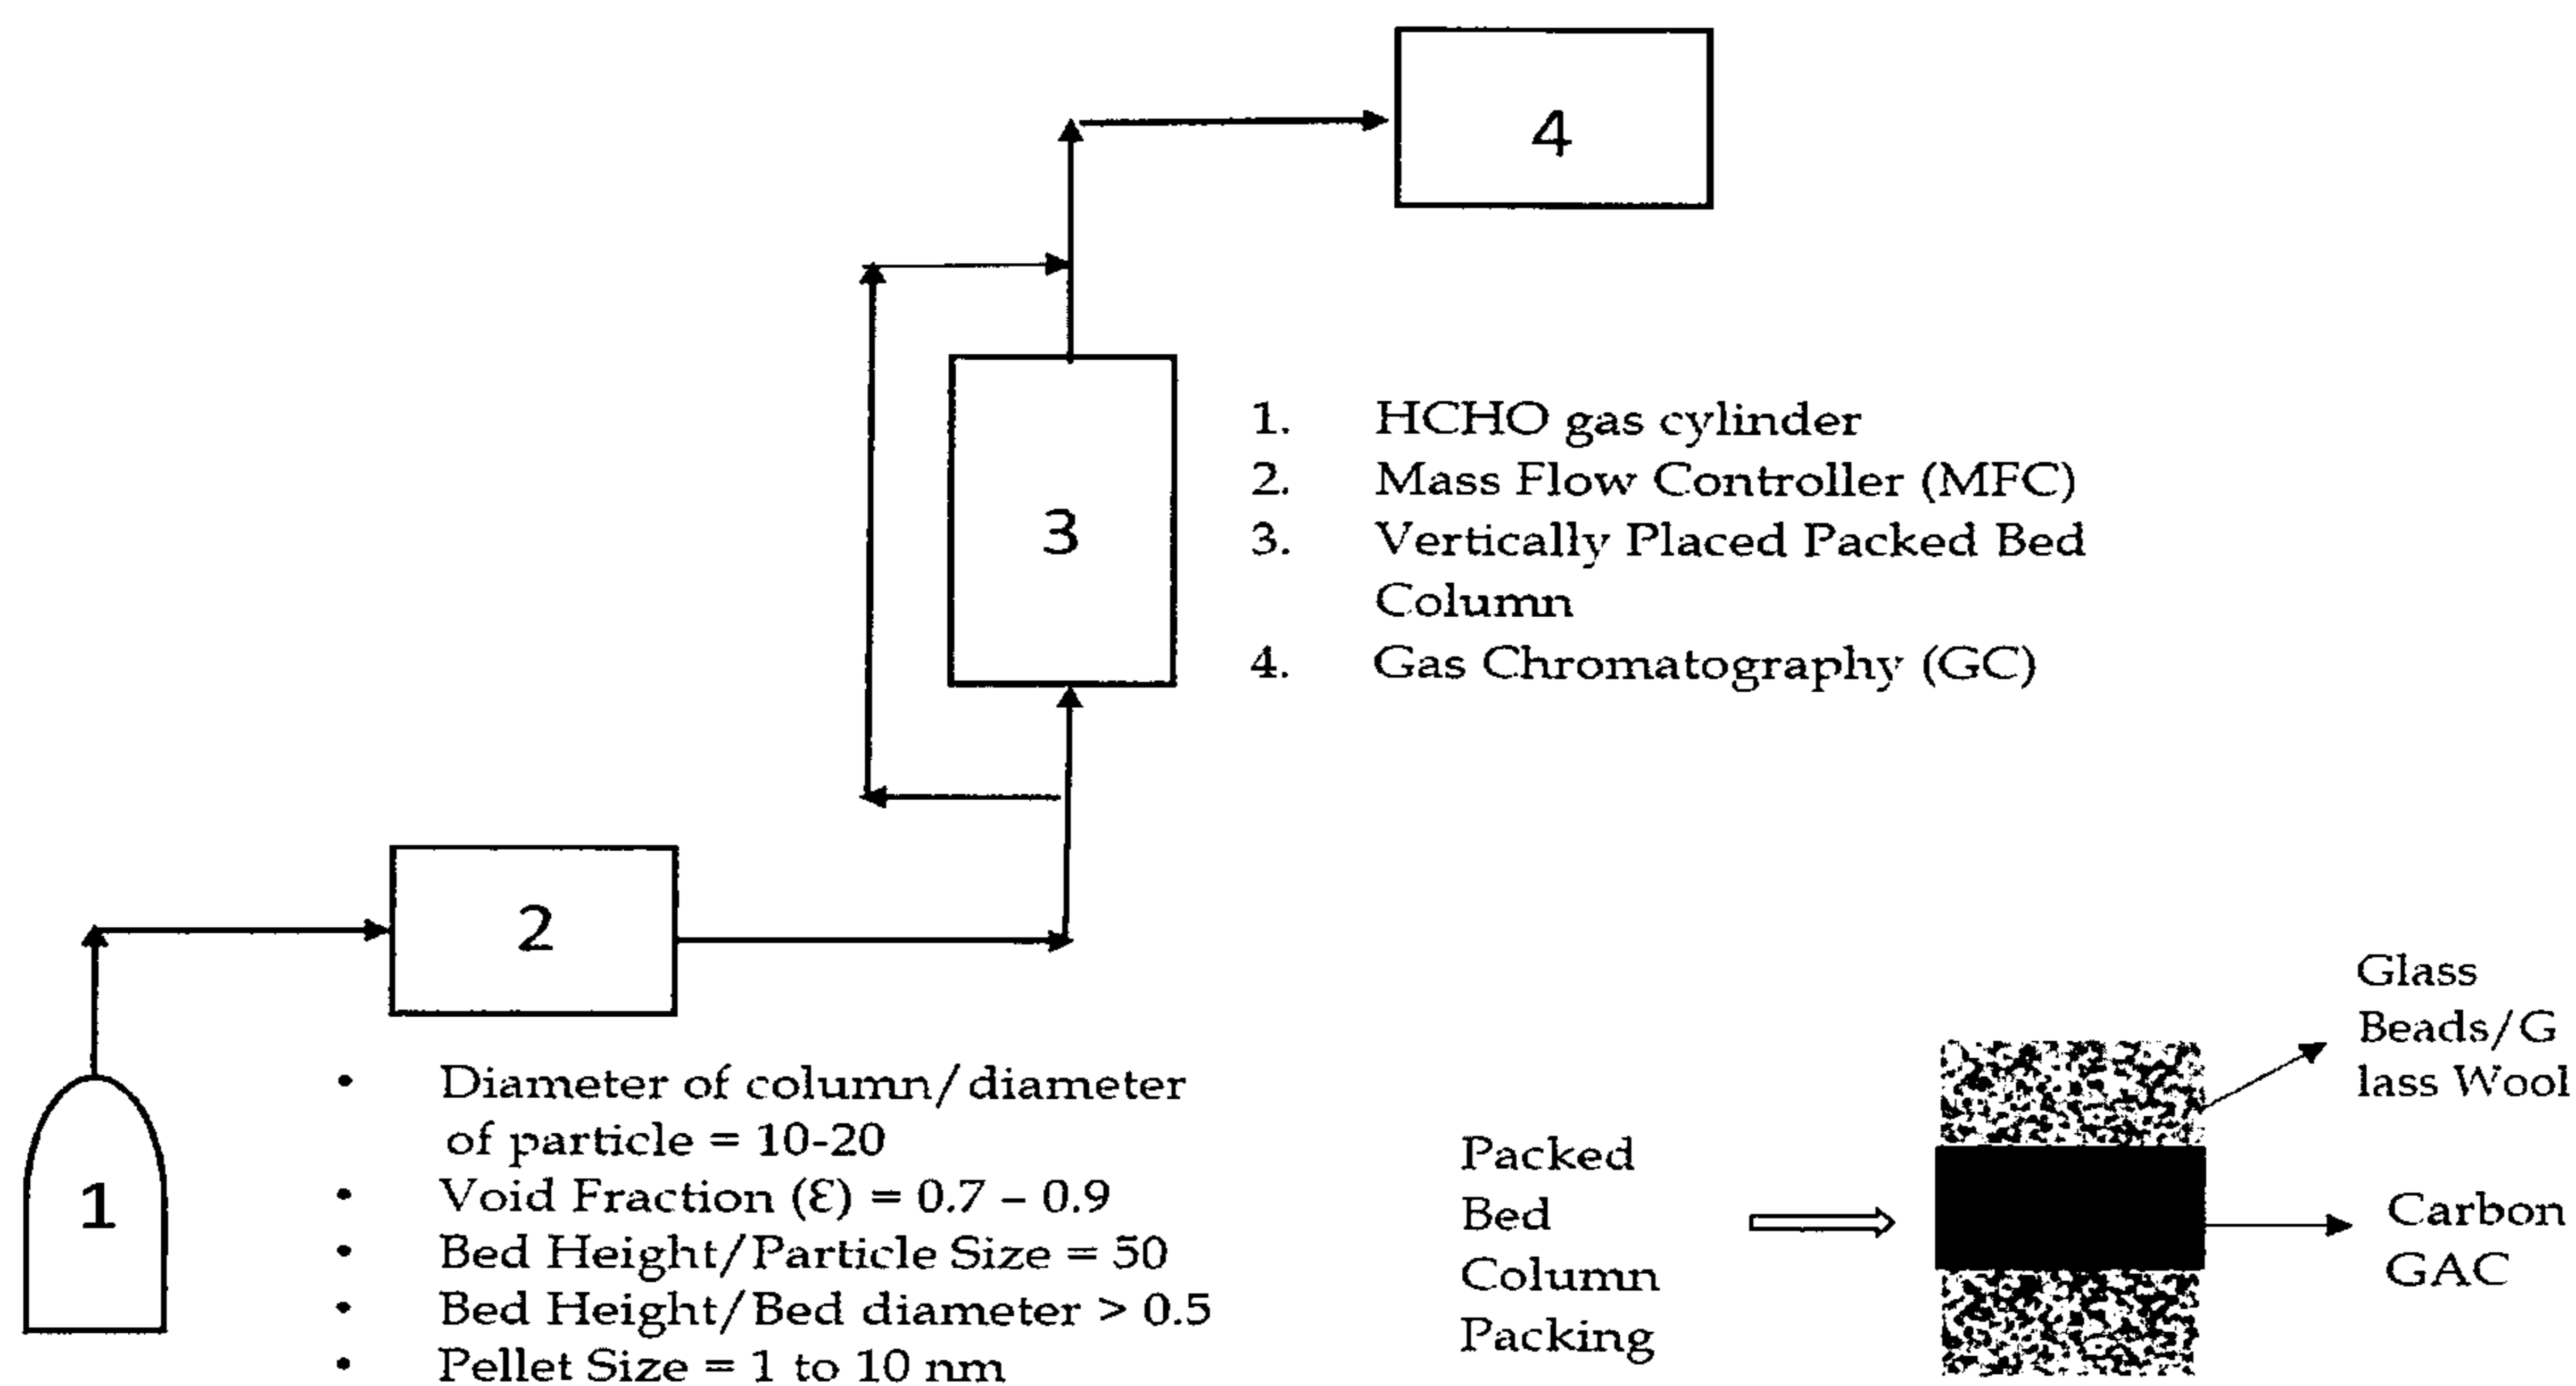 4
3
1. HCHO gas cylinder
2. Mass Flow Controller (MFC)
3. Vertically Placed Packed Bed
Column
4. Gas Chromatography (GC)
2
1
• Diameter of column/diameter
of particle = 10-20
• Void Fraction (Ɛ) = 0.7 – 0.9
• Bed Height/Particle Size = 50
• Bed Height/Bed diameter > 0.5
• Pellet Size = 1 to 10 nm
Packed
Bed
Column
Packing
Glass
Beads/G
lass Wool
Carbon
GAC